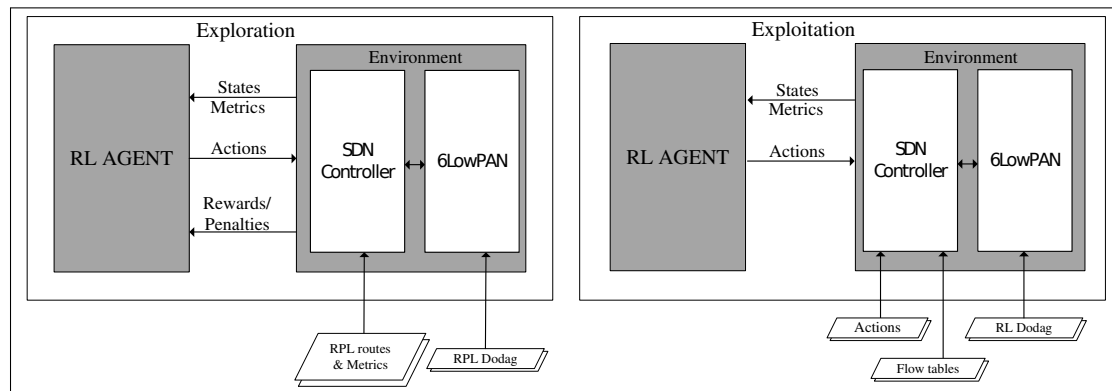 Exploration
Environment
States
Metrics
RL AGENT
Actions
SDN
Controller
6LowPAN
Rewards/
Penalties
RPL routes
& Metrics
RPL Dodag
Exploitation
Environment
States
Metrics
RL AGENT
Actions
SDN
Controller
6LowPAN
Actions
RL Dodag
Flow tables